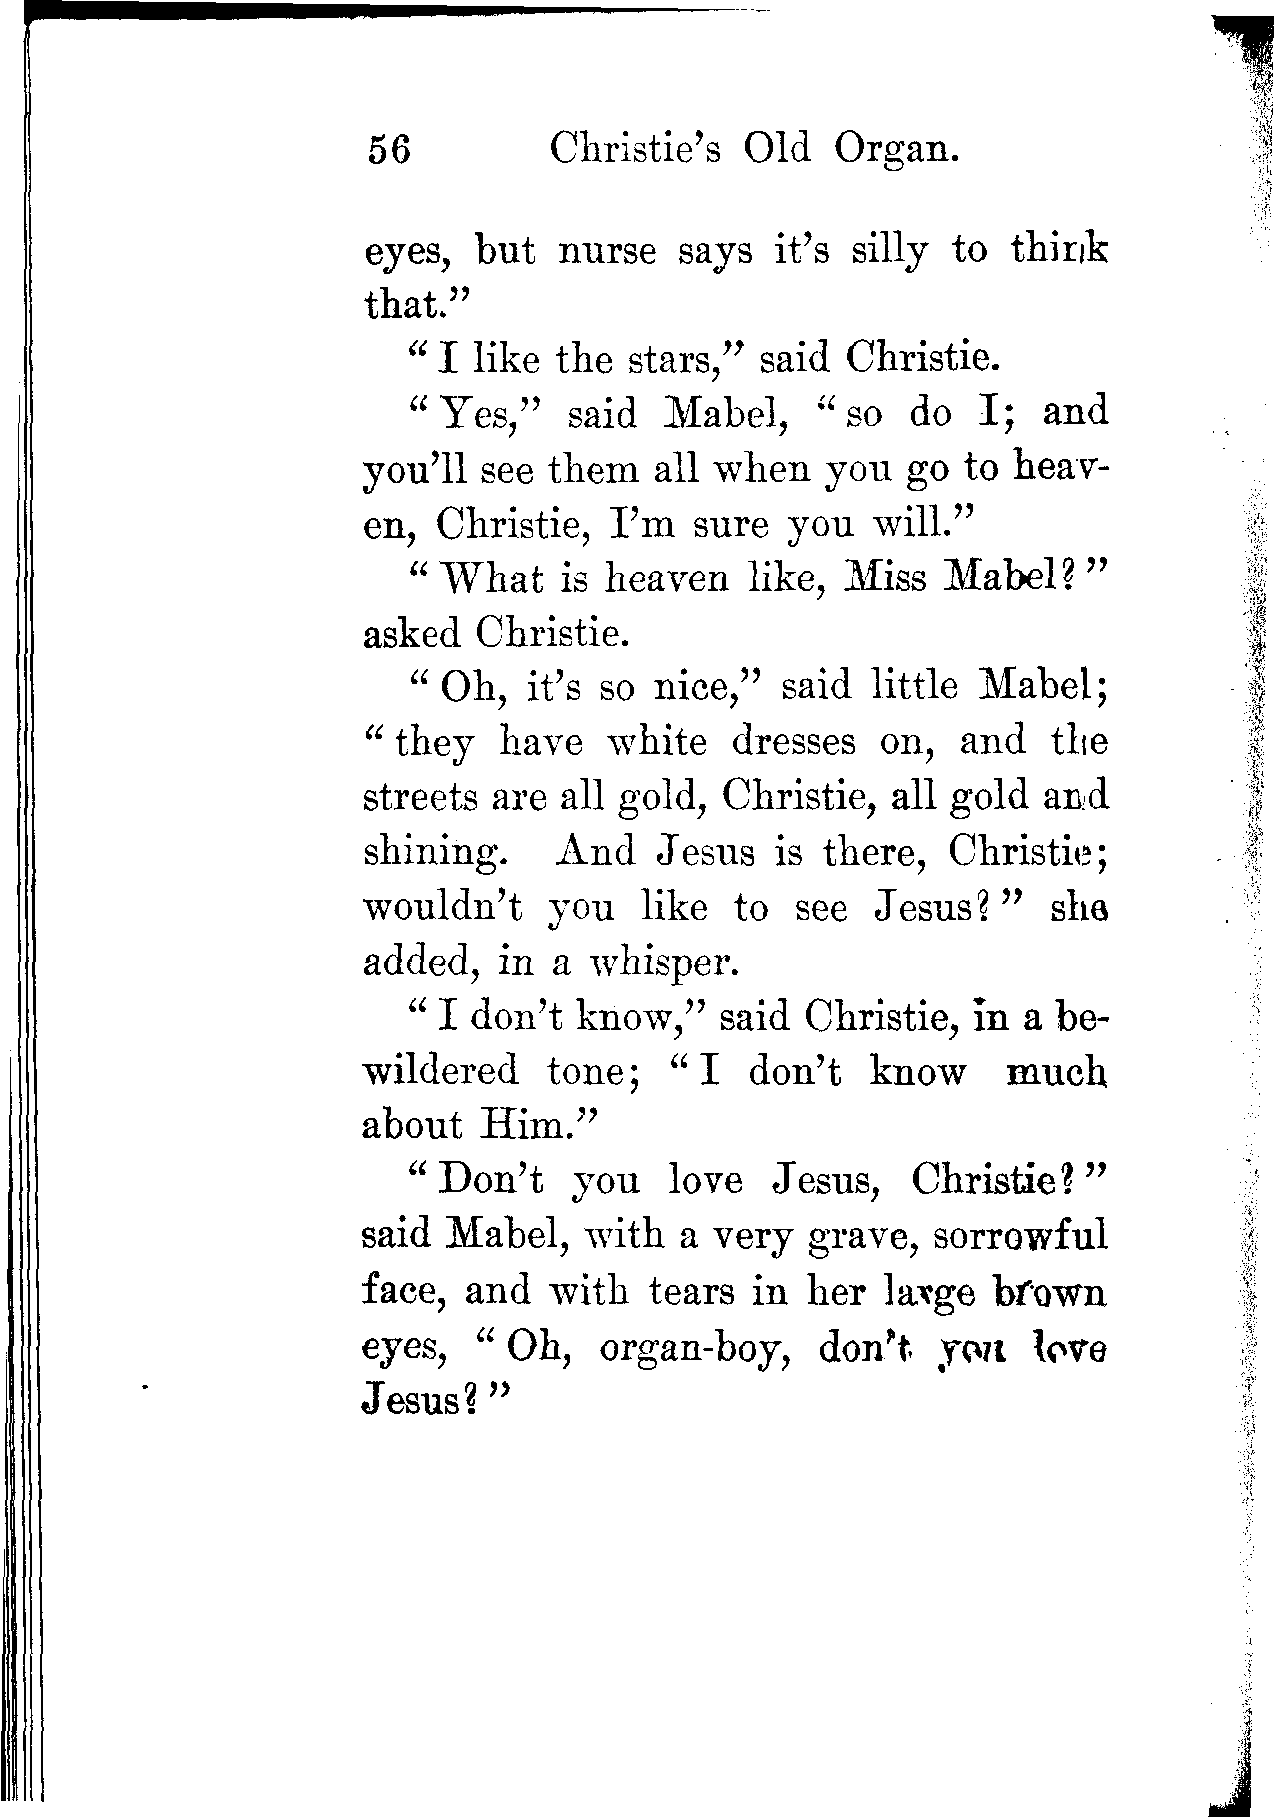 56 Christie's Old Organ.
eyes, but nurse says it's silly to think
that."
"I like the stars," said Christie.
"Yes," said Mabel, "so do I; and
you'll see them all when you go to heav-
en, Christie, I'm sure you will."
"What is heaven like, Miss Mabel?"
asked Christie.
"Oh, it's so nice," said little Mabel;
"they have white dresses on, and the
streets are all gold, Christie, all gold and
shining. And Jesus is there, Christie;
wouldn't you like to see Jesus?" she
added, in a whisper.
"I don't know," said Christie, in a be-
wildered tone; "I don't know much
about Him."
"Don't you love Jesus, Christie?"
said Mabel, with a very grave, sorrowful
face, and with tears in her large brown
eyes, "Oh, organ-boy, don't you love
Jesus?"